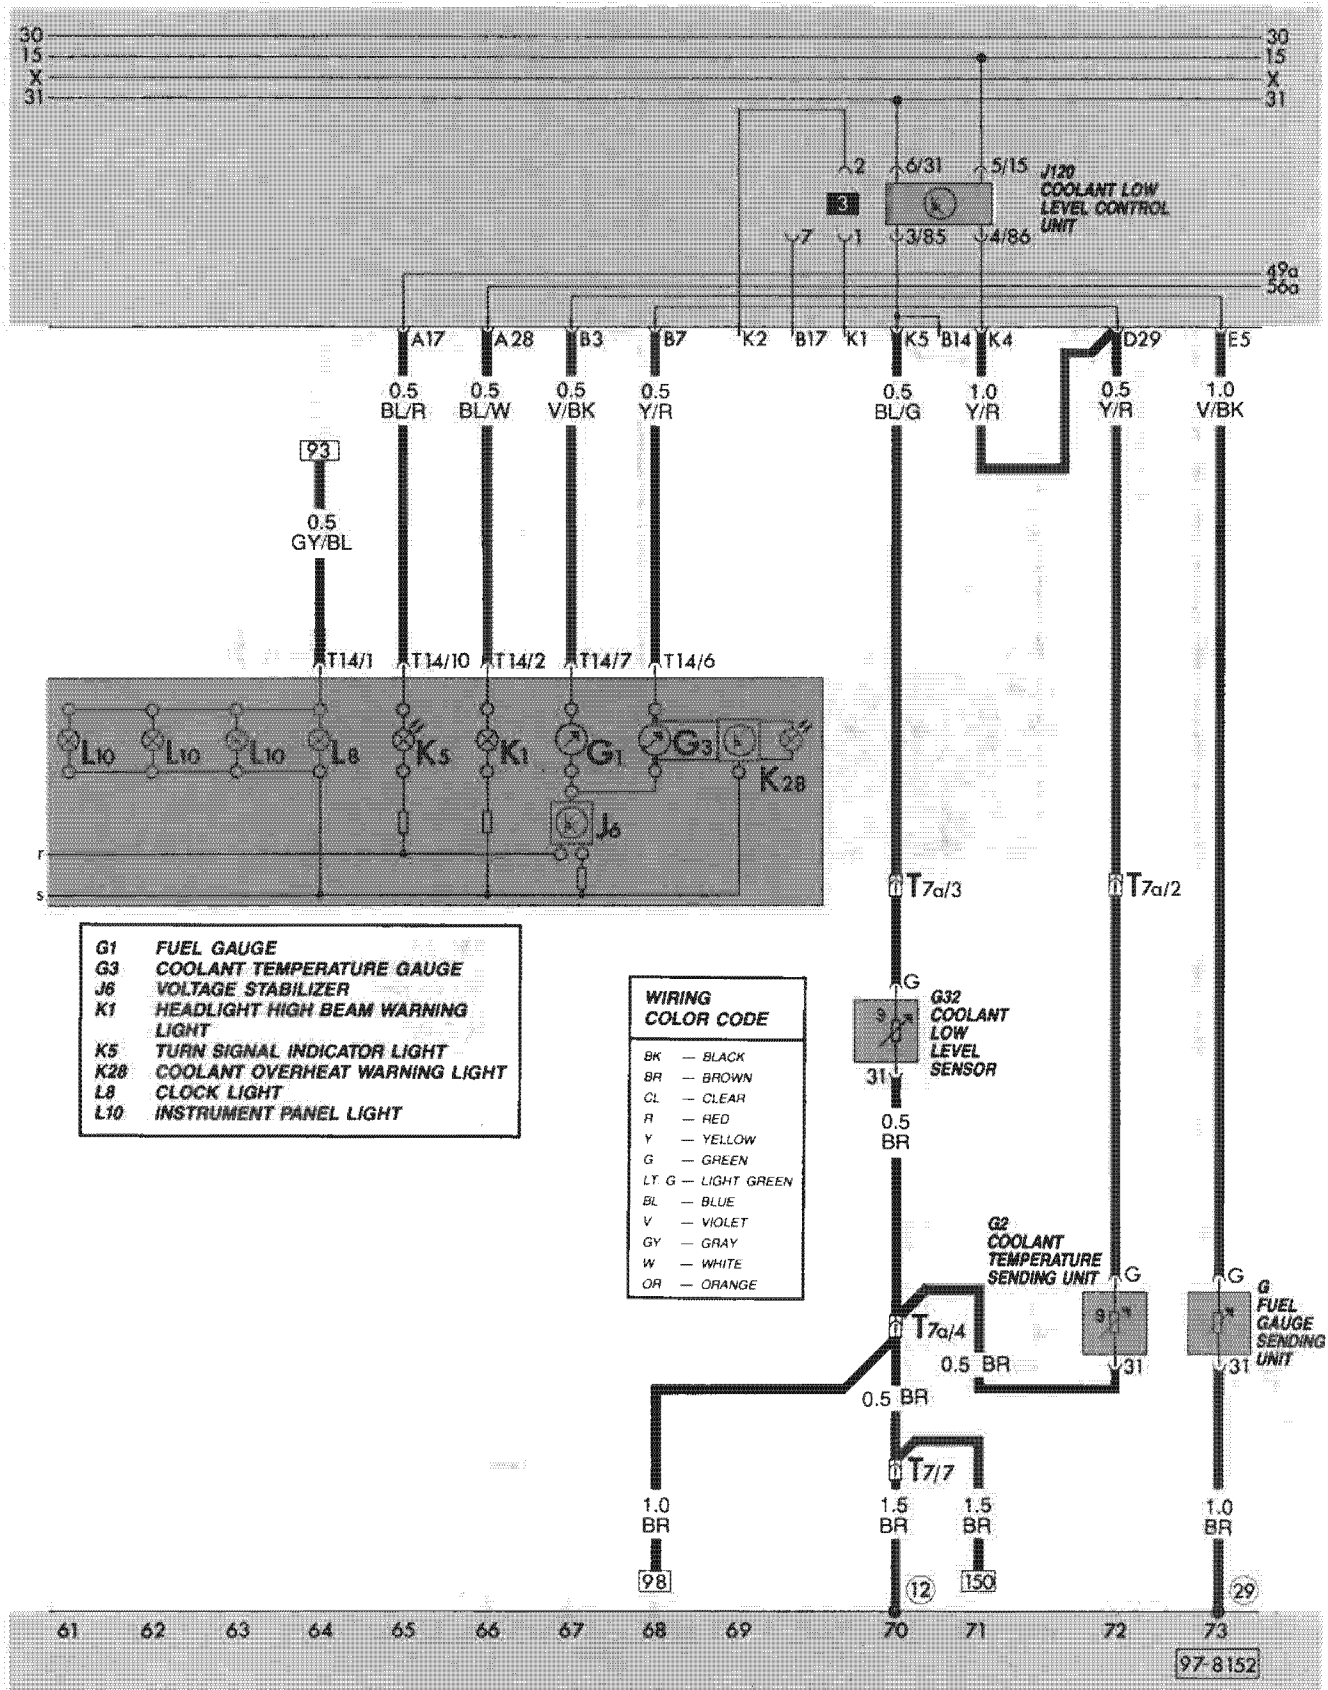 30 30
15 15
X X
31 31
2 6/31 5/15
J120
COOLANT LOW
LEVEL CONTROL
UNIT
3
7 1 3/85 4/86
49a
56a
A17 A28 B3 B7 K2 B17 K1 K5 B14 K4 D29 E5
0.5 0.5 0.5 0.5 0.5 1.0 0.5 1.0
BL/R BL/W V/BK Y/R BL/G Y/R Y/R V/BK
93
0.5
GY/BL
T14/1 T14/10 T14/2 T14/7 T14/6
L10 L10 L10 L8 K5 K1 G1 G3
K28
J6
r
s
T7a/3 T7a/2
G1 FUEL GAUGE
G3 COOLANT TEMPERATURE GAUGE
J6 VOLTAGE STABILIZER
K1 HEADLIGHT HIGH BEAM WARNING
LIGHT
K5 TURN SIGNAL INDICATOR LIGHT
K28 COOLANT OVERHEAT WARNING LIGHT
L8 CLOCK LIGHT
L10 INSTRUMENT PANEL LIGHT
WIRING
COLOR CODE
BK — BLACK
BR — BROWN
CL — CLEAR
R — RED
Y — YELLOW
G — GREEN
LT G — LIGHT GREEN
BL — BLUE
V — VIOLET
GY — GRAY
W — WHITE
OR — ORANGE
G
G32
COOLANT
LOW
LEVEL
SENSOR
31
0.5
BR
G2
COOLANT
TEMPERATURE
SENDING UNIT
G G
G
FUEL
GAUGE
SENDING
UNIT
T7a/4
31 31
0.5 BR
0.5 BR
T7/7
1.0 1.5 1.5 1.0
BR BR BR BR
98 12 150 29
61 62 63 64 65 66 67 68 69 70 71 72 73
97-8152